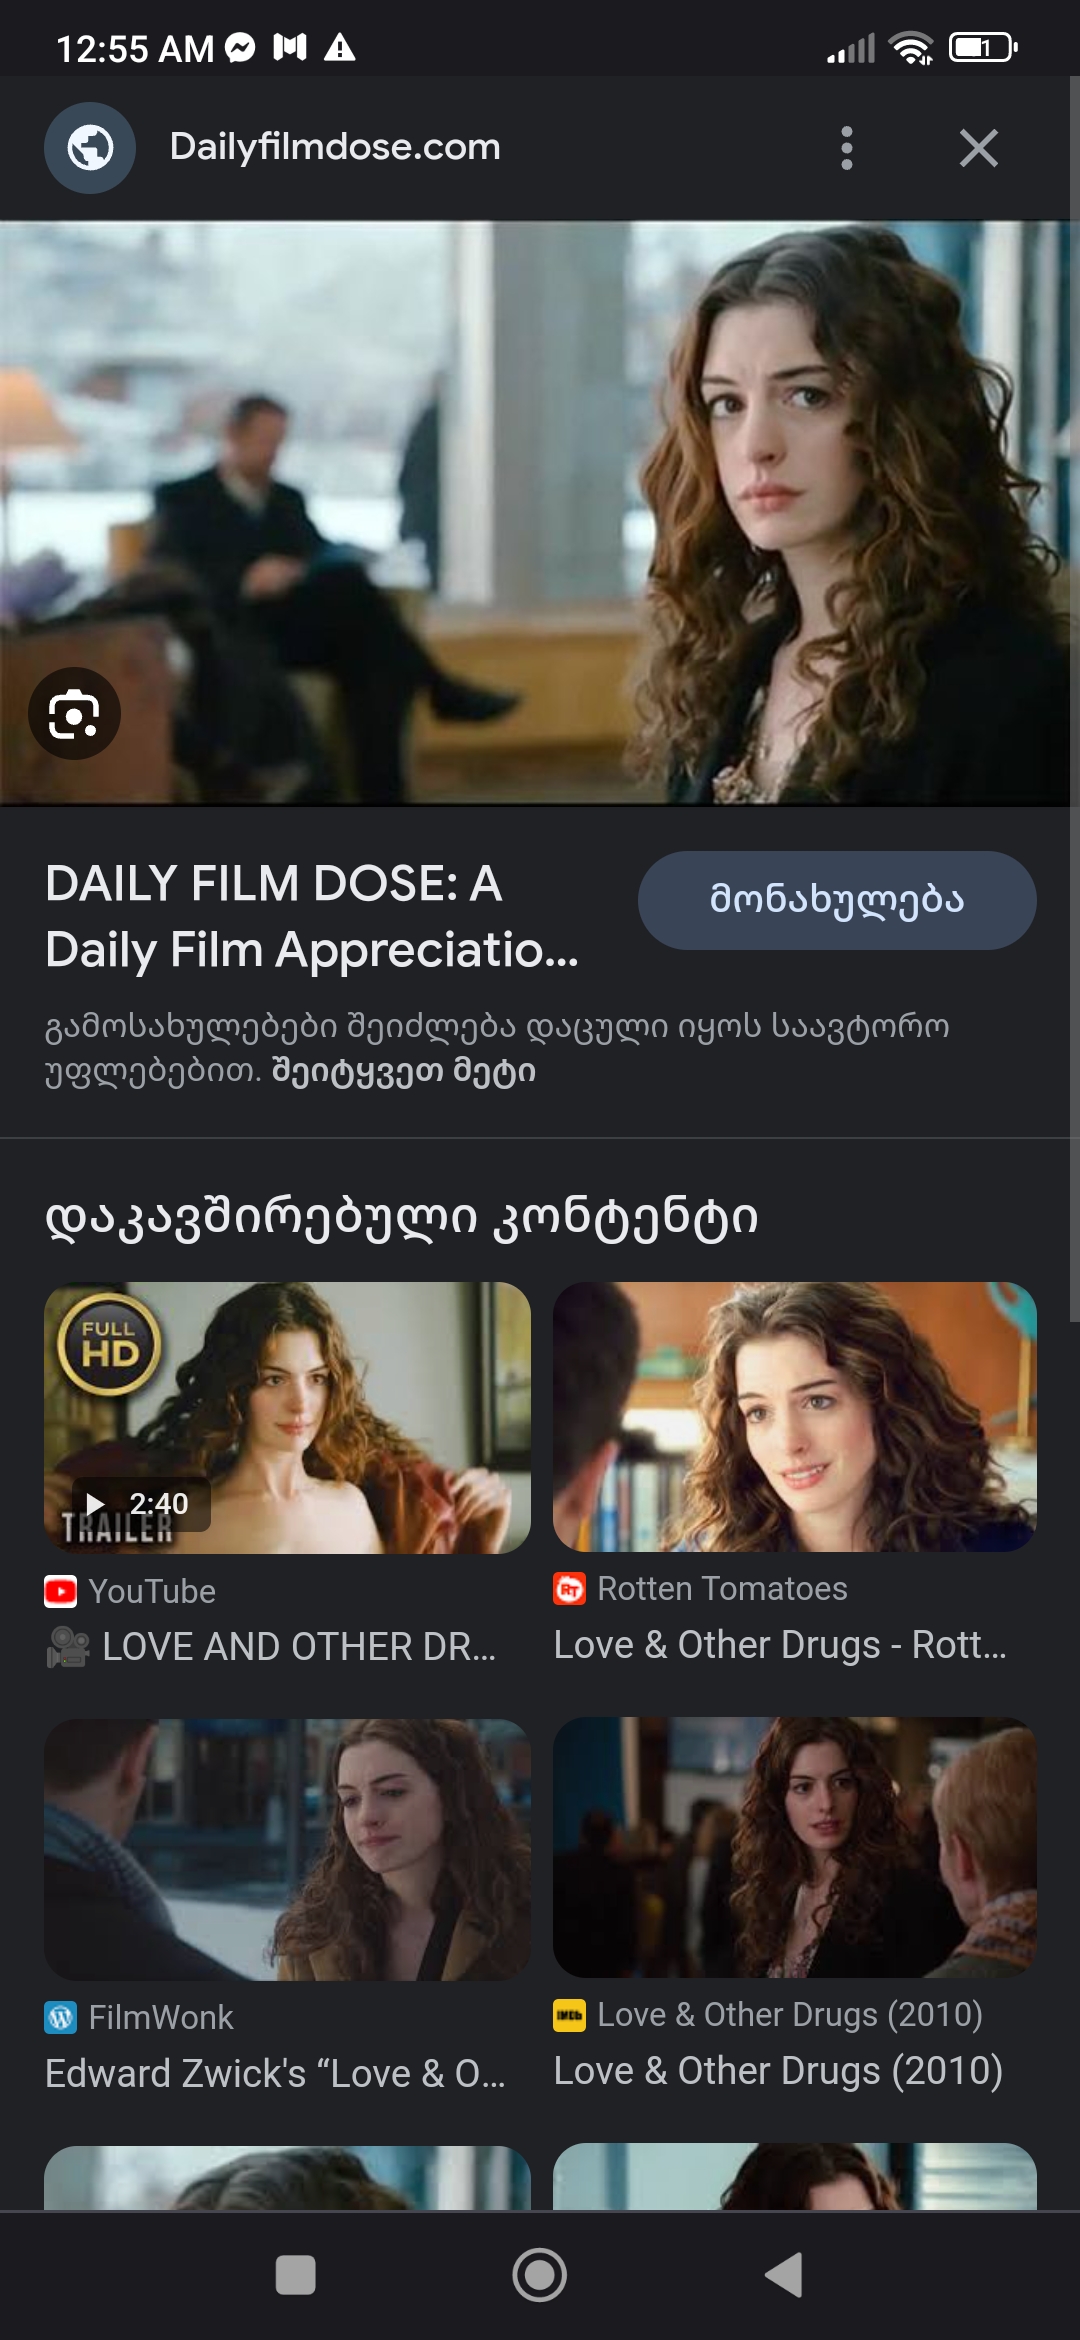 12:55 AM
1
Dailyfilmdose.com
DAILY FILM DOSE: A
Daily Film Appreciatio...
მონახულება
გამოსახულებები შეიძლება დაცული იყოს საავტორო
უფლებებით. შეიტყვეთ მეტი
დაკავშირებული კონტენტი
FULL
HD
2:40
TRAILER
YouTube
🎥 LOVE AND OTHER DR...
RT
Rotten Tomatoes
Love & Other Drugs - Rott...
FilmWonk
Edward Zwick's “Love & O...
IMDb
Love & Other Drugs (2010)
Love & Other Drugs (2010)